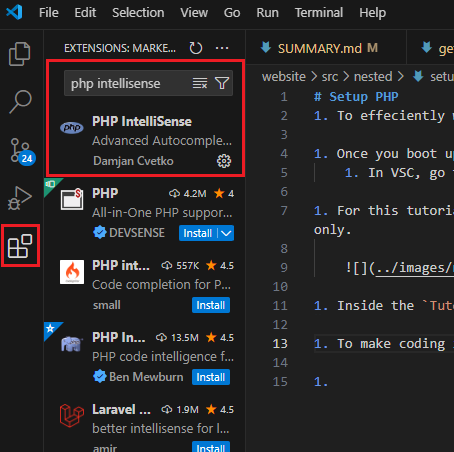 File Edit Selection View Go Run Terminal Help
EXTENSIONS: MARKE...
php intellisense
PHP IntelliSense
Advanced Autocomple...
Damjan Cvetko
24
PHP 4.2M 4
All-in-One PHP suppor...
DEVSENSE Install
PHP int... 557K 4.5
Code completion for P...
small Install
PHP In... 13.5M 4.5
PHP code intelligence f...
Ben Mewburn Install
Laravel ... 1.9M 4.5
better intellisense for l...
amir Install
SUMMARY.md
website > src > nested > setu
1 # Setup PHP
2 1. To effeciently
3
4 1. Once you boot up
5 1. In VSC, go
6
7 1. For this tutoria
only.
8
9 ![](../images/
10
11 1. Inside the `Tuto
12
13 1. To make coding
14
15 1.